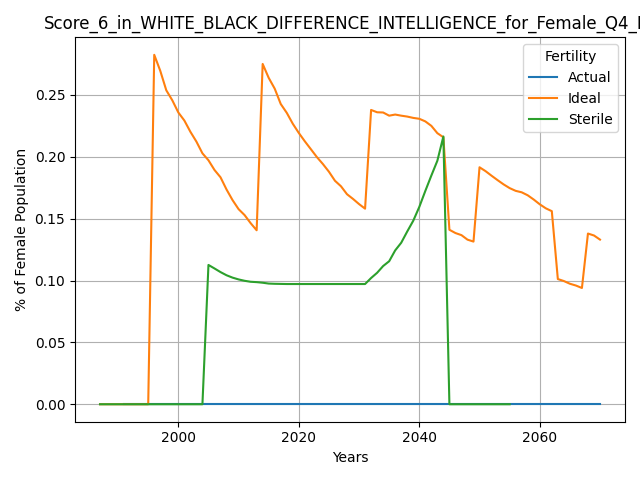 Score_6_in_WHITE_BLACK_DIFFERENCE_INTELLIGENCE_for_Female_Q4_
Fertility
Actual
Ideal
Sterile
% of Female Population
0.25
0.20
0.15
0.10
0.05
0.00
2000 2020 2040 2060
Years